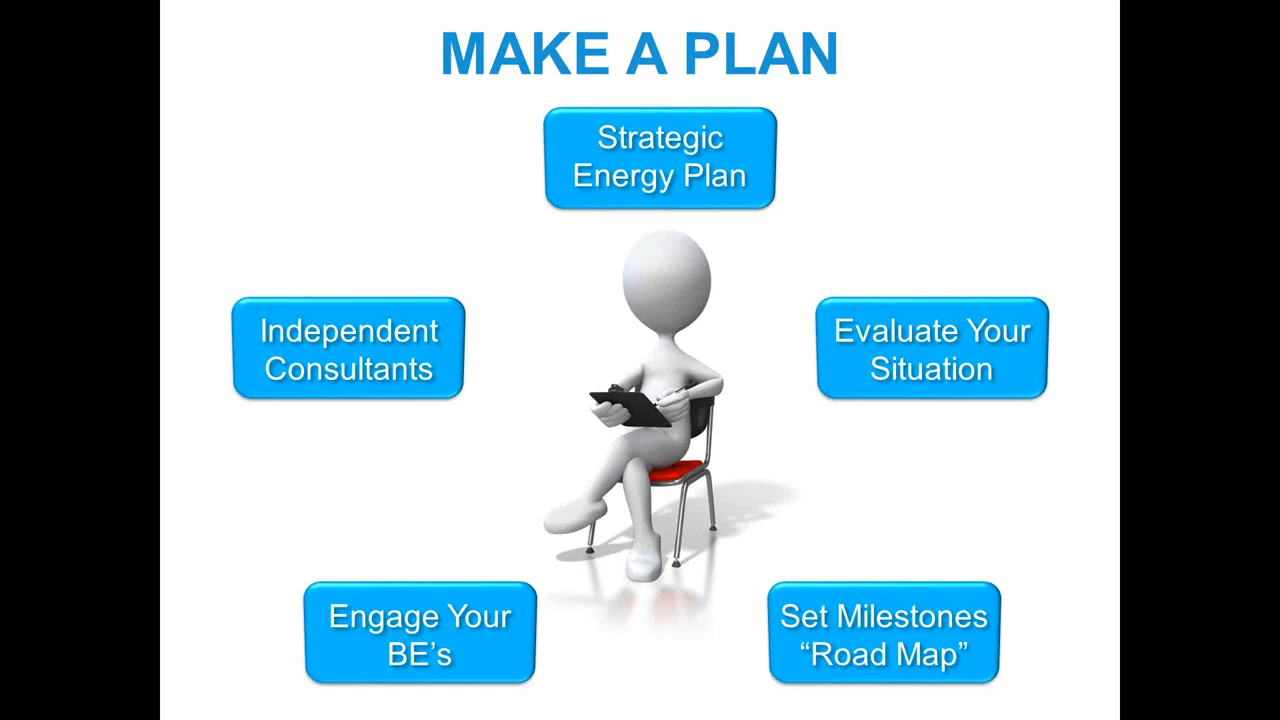 MAKE A PLAN
Strategic
Energy Plan
Independent
Consultants
Evaluate Your
Situation
Engage Your
BE’s
Set Milestones
“Road Map”